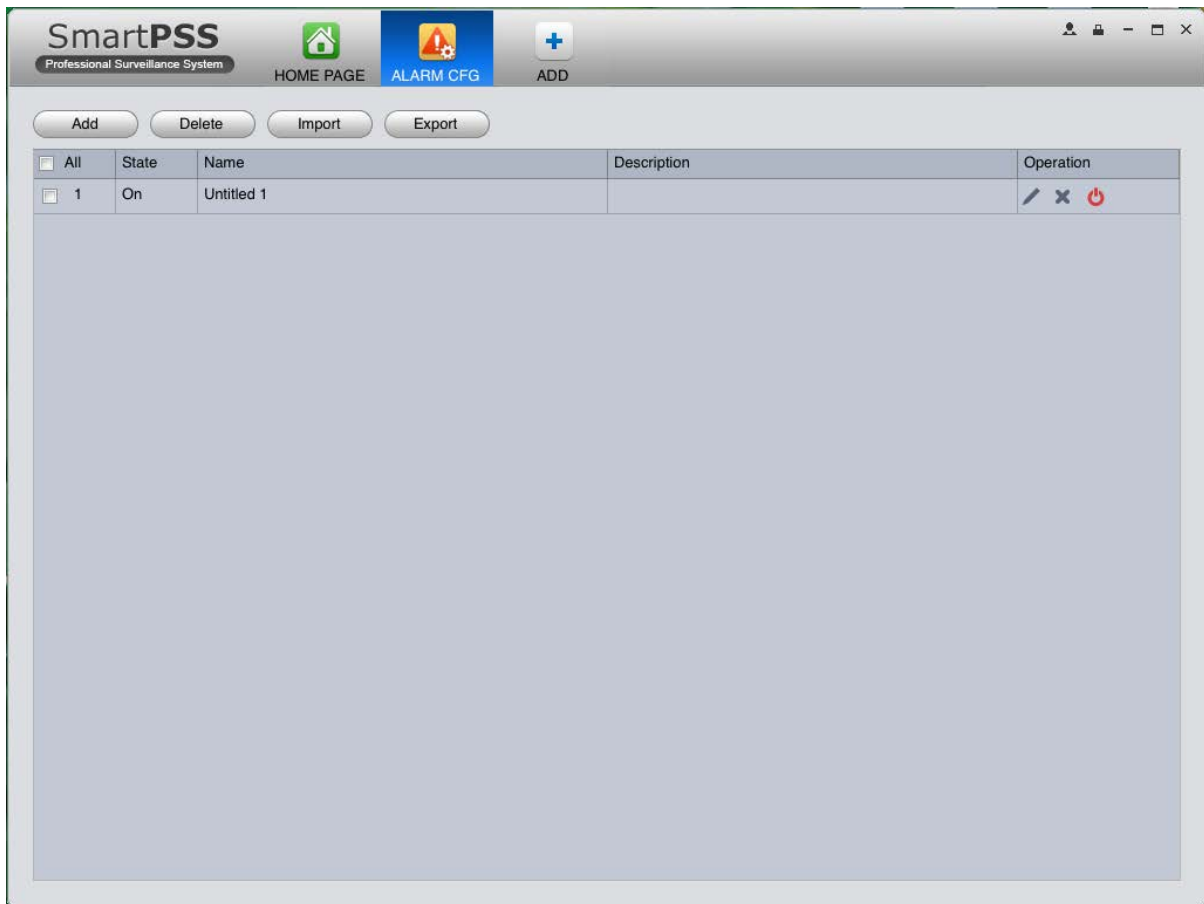 SmartPSS
Professional Surveillance System
HOME PAGE ALARM CFG ADD
Add Delete Import Export
All State Name Description Operation
1 On Untitled 1